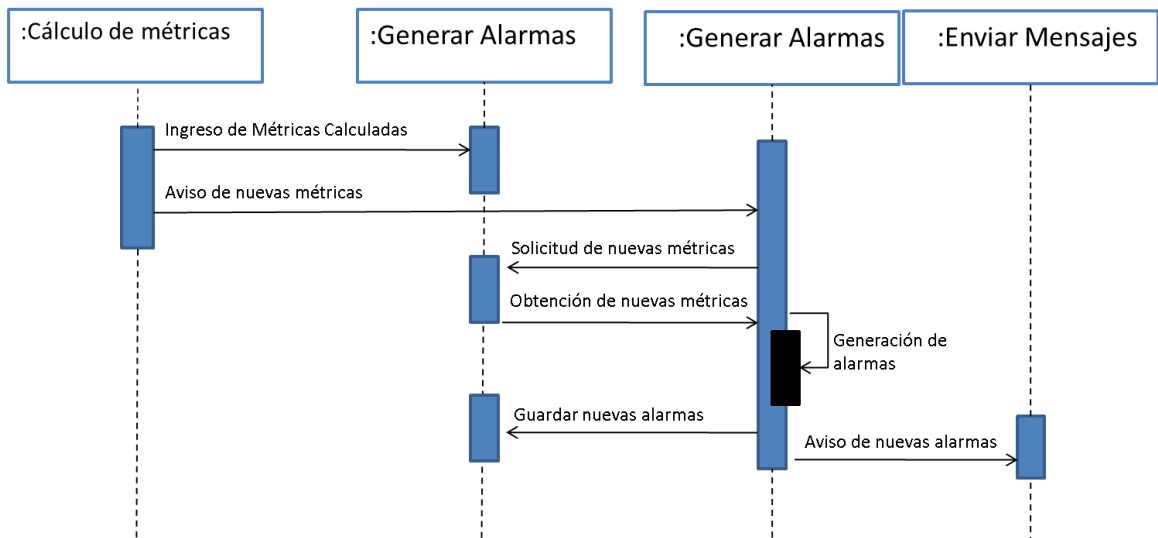 :Cálculo de métricas
:Generar Alarmas
:Generar Alarmas
:Enviar Mensajes
Ingreso de Métricas Calculadas
Aviso de nuevas métricas
Solicitud de nuevas métricas
Obtención de nuevas métricas
Generación de
alarmas
Guardar nuevas alarmas
Aviso de nuevas alarmas